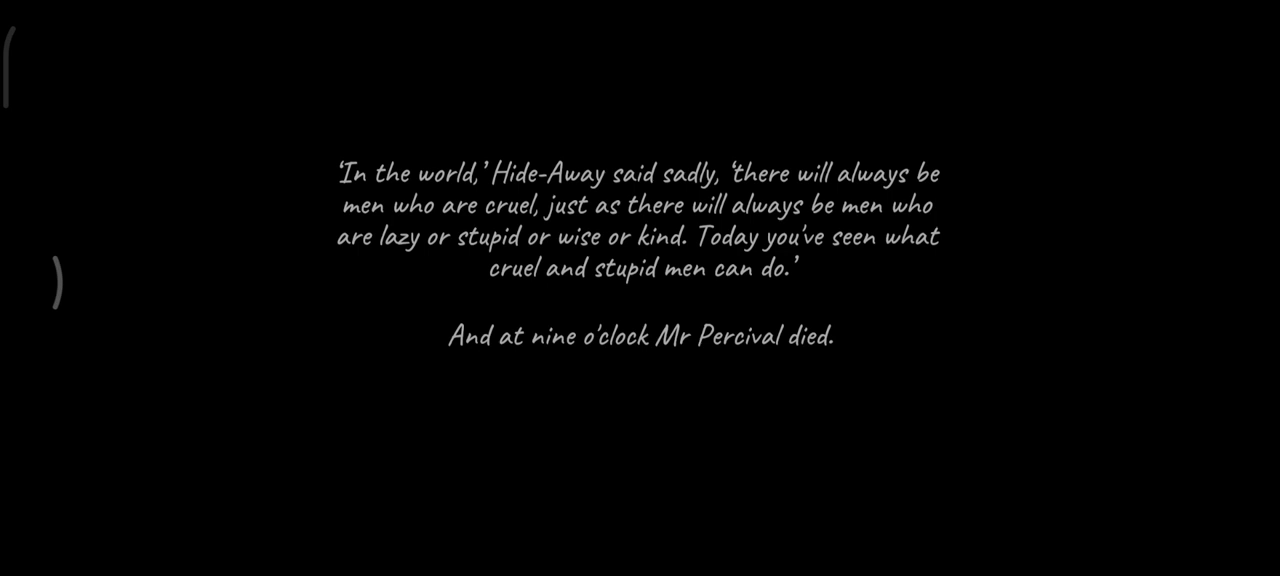 ‘In the world,’ Hide-Away said sadly, ‘there will always be
men who are cruel, just as there will always be men who
are lazy or stupid or wise or kind. Today you've seen what
cruel and stupid men can do.’
And at nine o'clock Mr Percival died.